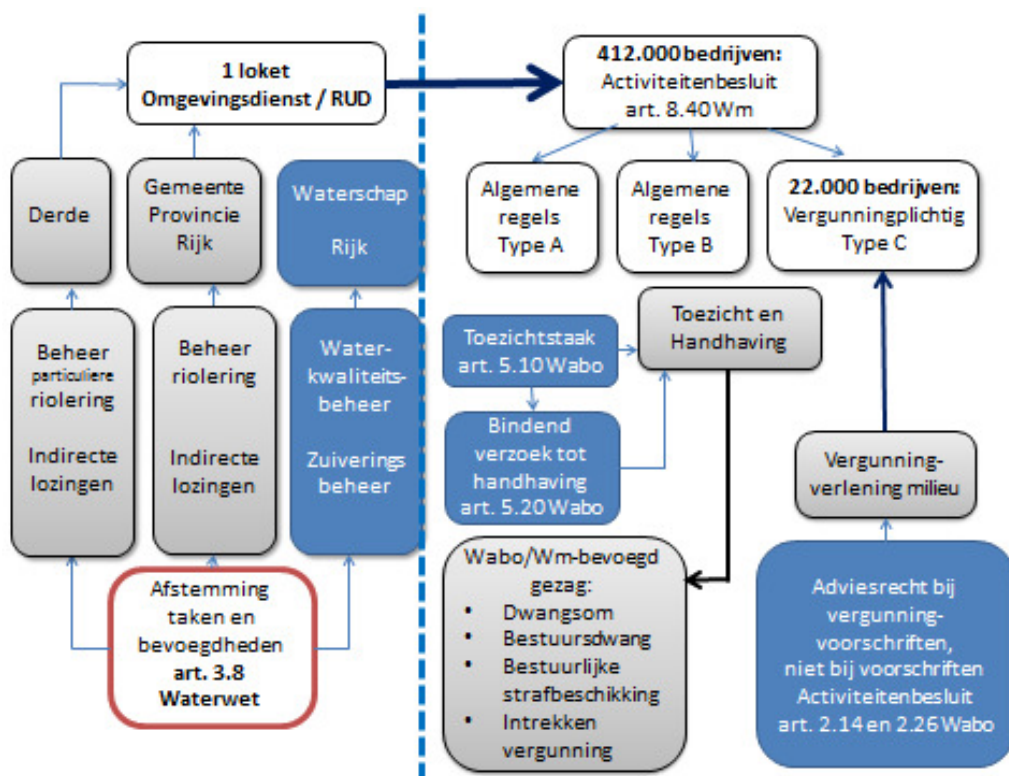 1 loket
Omgevingsdienst / RUD
Derde
Gemeente
Provincie
Rijk
Waterschap
Rijk
Beheer
particuliere
riolering
Indirecte
lozingen
Beheer
riolering
Indirecte
lozingen
Water-
kwaliteits-
beheer
Zuiverings
beheer
Afstemming
taken en
bevoegdheden
art. 3.8
Waterwet
412.000 bedrijven:
Activiteitenbesluit
art. 8.40 Wm
Algemene
regels
Type A
Algemene
regels
Type B
22.000 bedrijven:
Vergunningplichtig
Type C
Toezichtstaak
art. 5.10 Wabo
Toezicht en
Handhaving
Bindend
verzoek tot
handhaving
art. 5.20 Wabo
Vergunning-
verlening milieu
Wabo/Wm-bevoegd
gezag:
• Dwangsom
• Bestuursdwang
• Bestuurlijke
strafbeschikking
• Intrekken
vergunning
Adviesrecht bij
vergunning-
voorschriften,
niet bij voorschriften
Activiteitenbesluit
art. 2.14 en 2.26 Wabo